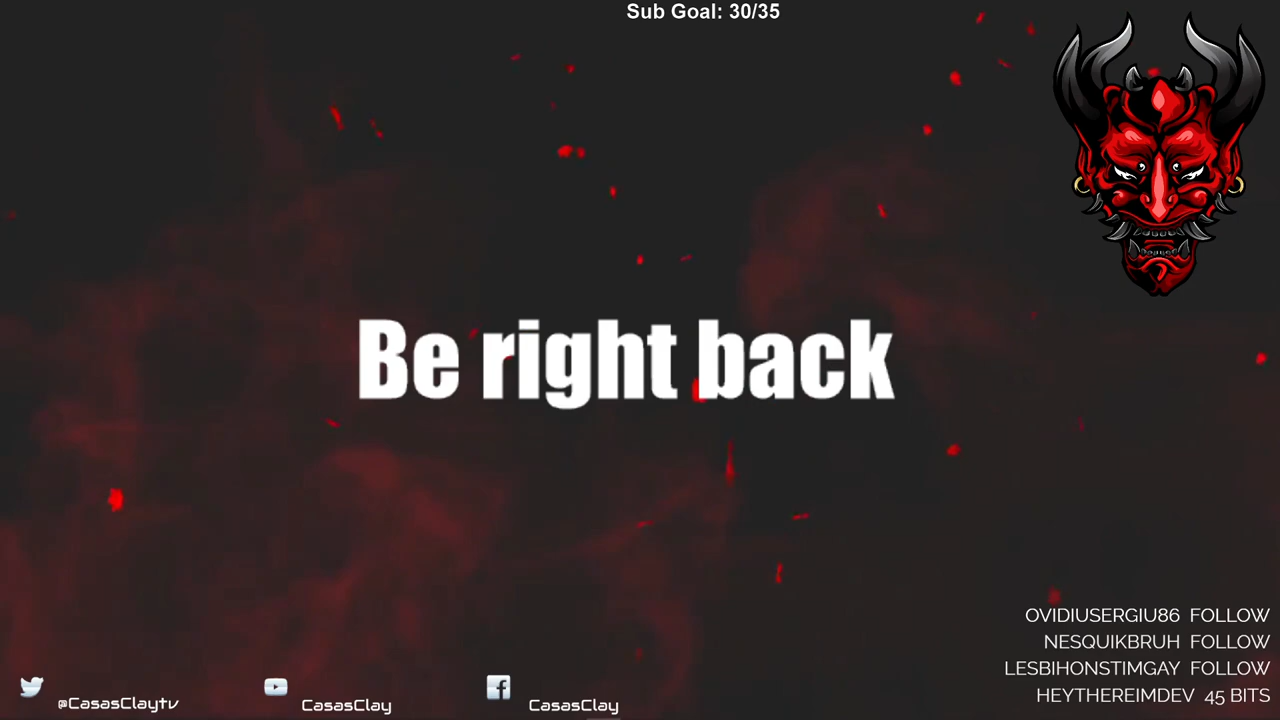 Sub Goal: 30/35
Be right back
OVIDIUSERGIU86 FOLLOW
NESQUIKBRUH FOLLOW
LESBIHONSTIMGAY FOLLOW
HEYTHEREIMDEV 45 BITS
@CasasClaytv
CasasClay
CasasClay